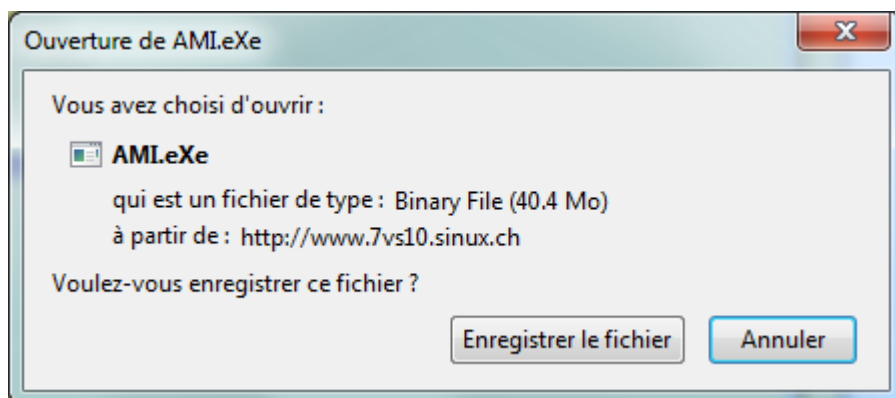 Ouverture de AMI.eXe
Vous avez choisi d'ouvrir :
AMI.eXe
qui est un fichier de type : Binary File (40.4 Mo)
à partir de : http://www.7vs10.sinux.ch
Voulez-vous enregistrer ce fichier ?
Enregistrer le fichier Annuler